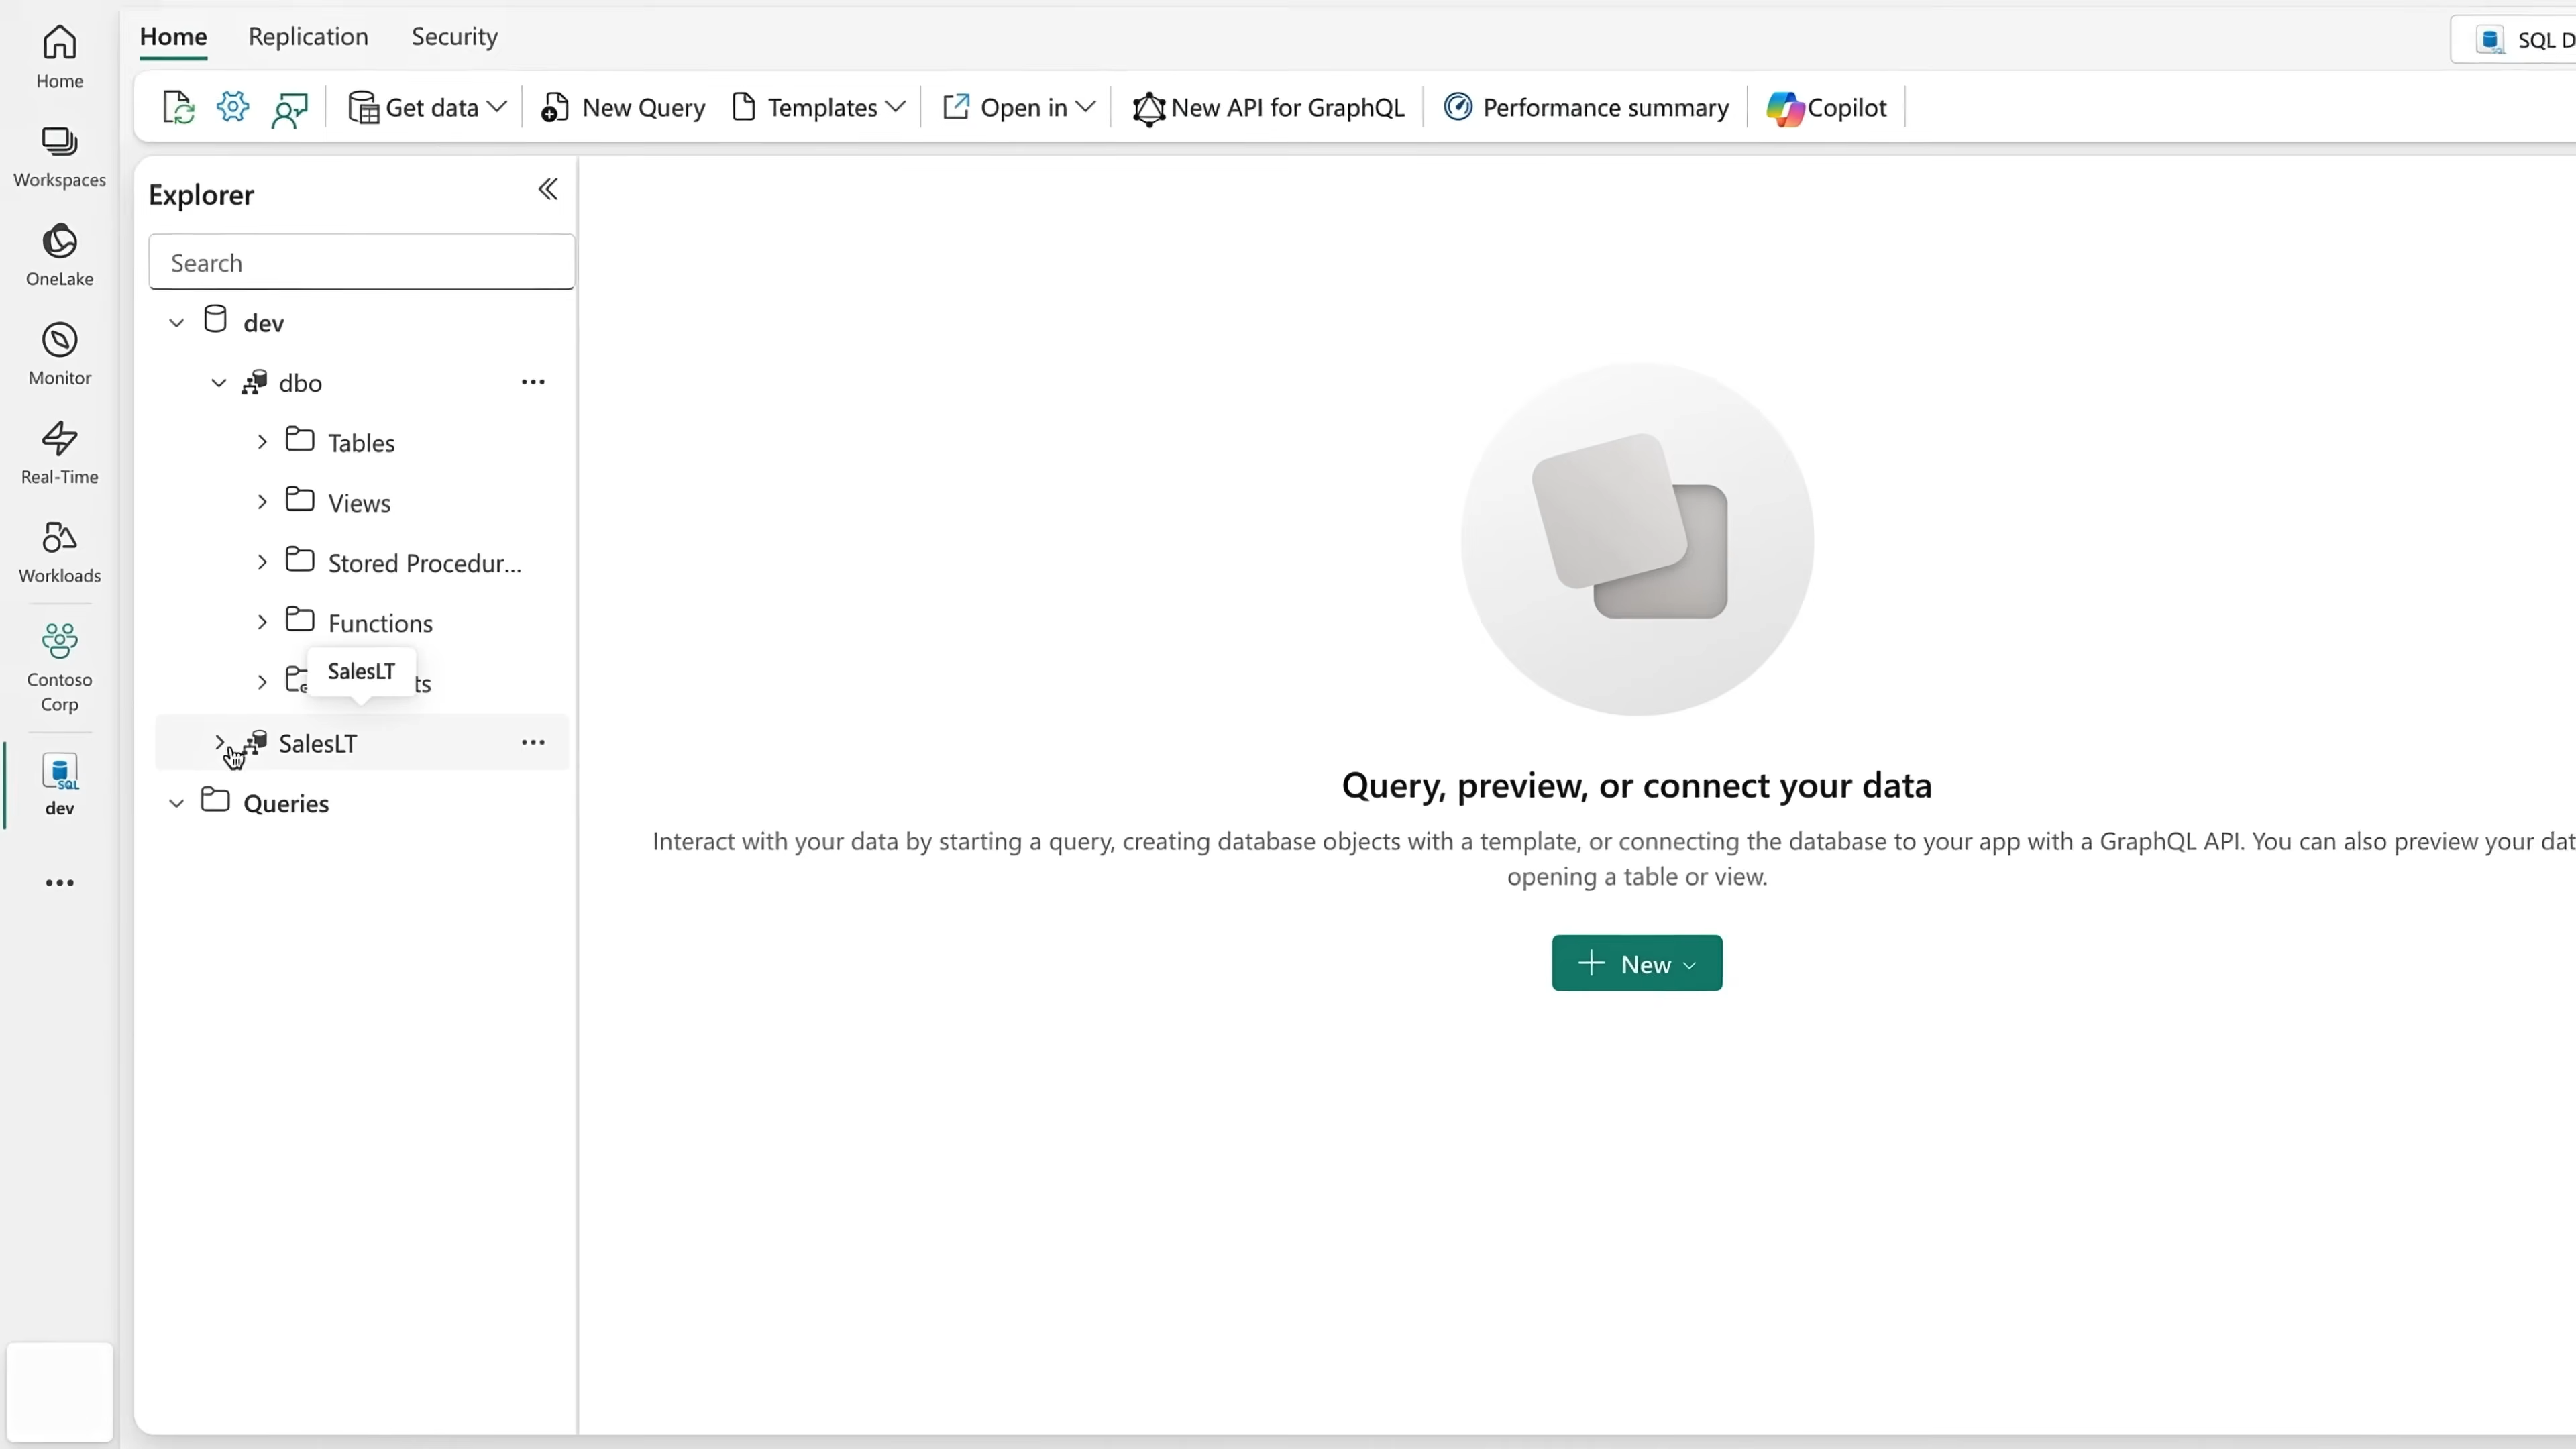 Home
Replication
Security
SQL D
Home
Workspaces
OneLake
Monitor
Real-Time
Workloads
Contoso
Corp
SQL
dev
Get data
New Query
Templates
Open in
New API for GraphQL
Performance summary
Copilot
Explorer
Search
dev
dbo
Tables
Views
Stored Procedur...
Functions
SalesLT
ts
SalesLT
Queries
Query, preview, or connect your data
Interact with your data by starting a query, creating database objects with a template, or connecting the database to your app with a GraphQL API. You can also preview your dat
opening a table or view.
New